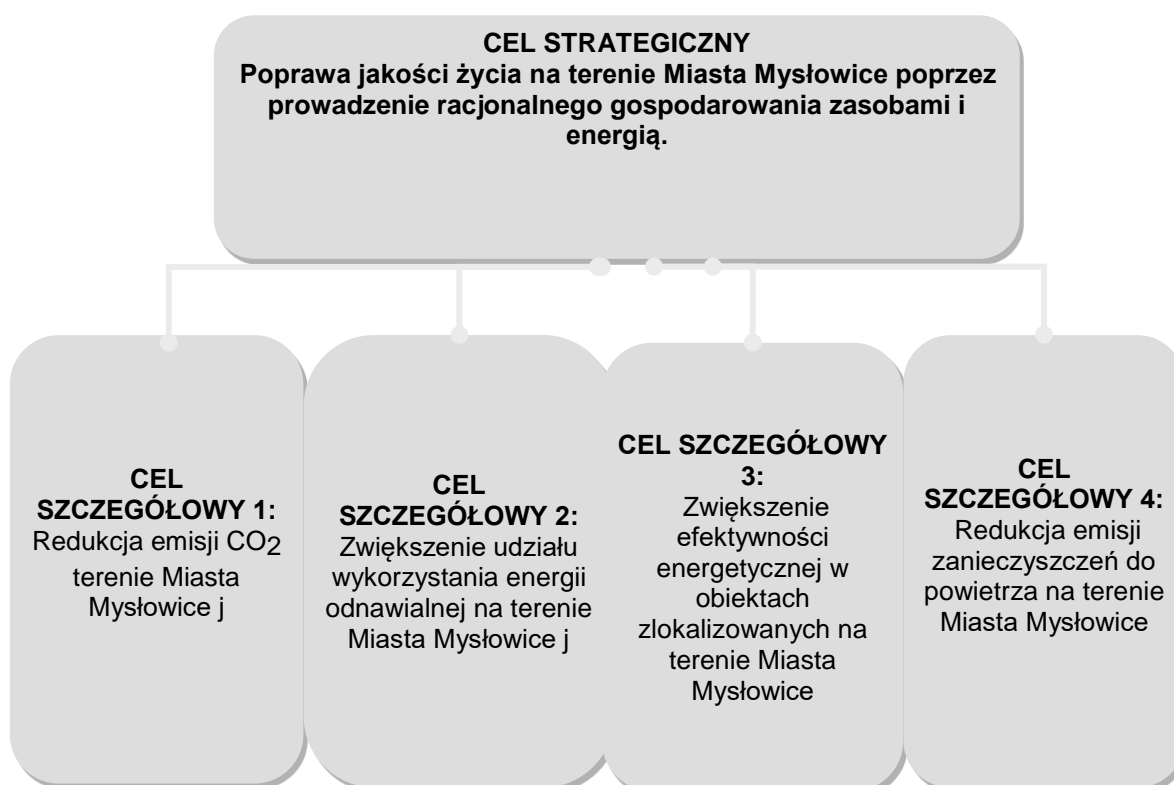 CEL STRATEGICZNY
Poprawa jakości życia na terenie Miasta Mysłowice poprzez
prowadzenie racjonalnego gospodarowania zasobami i
energią.
CEL
SZCZEGÓŁOWY 1:
Redukcja emisji CO2
terenie Miasta
Mysłowice j
CEL
SZCZEGÓŁOWY 2:
Zwiększenie udziału
wykorzystania energii
odnawialnej na terenie
Miasta Mysłowice j
CEL SZCZEGÓŁOWY
3:
Zwiększenie
efektywności
energetycznej w
obiektach
zlokalizowanych na
terenie Miasta
Mysłowice
CEL
SZCZEGÓŁOWY 4:
Redukcja emisji
zanieczyszczeń do
powietrza na terenie
Miasta Mysłowice